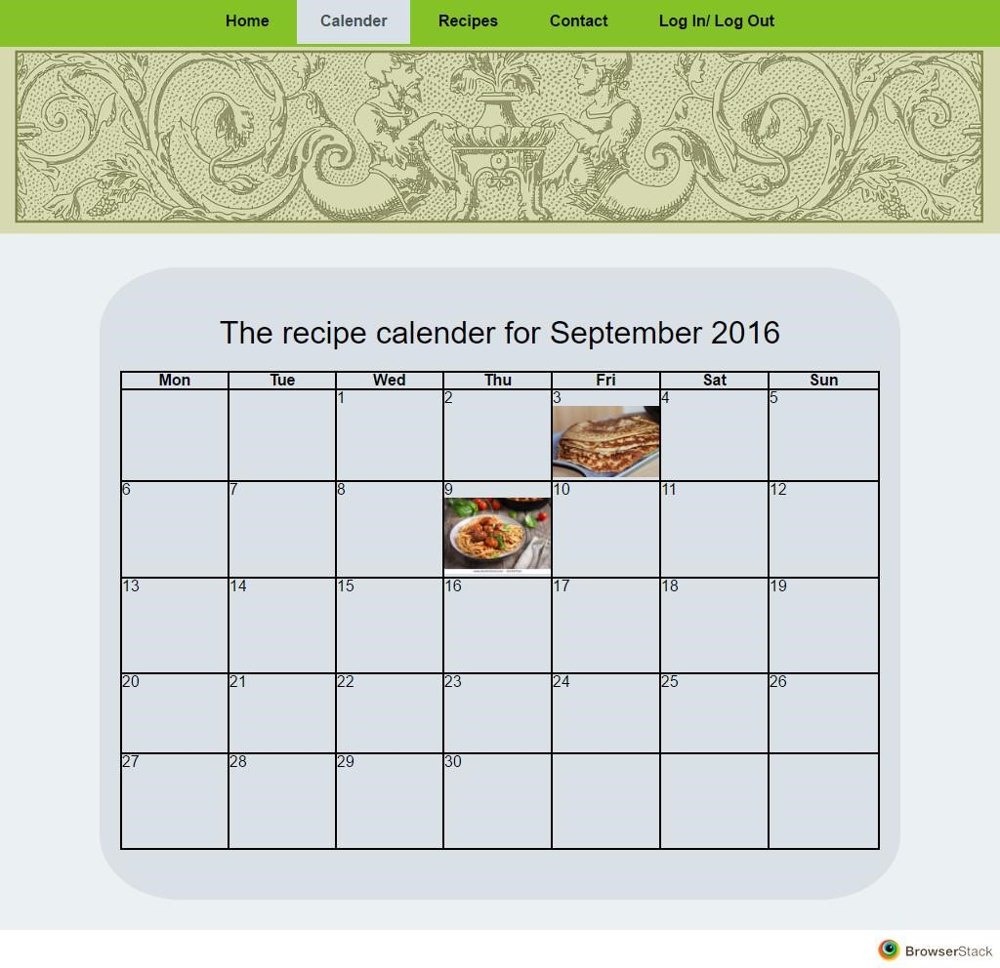 Home Calender Recipes Contact Log In/ Log Out
The recipe calender for September 2016
Mon Tue Wed Thu Fri Sat Sun
1 2 3 4 5
6 7 8 9 10 11 12
13 14 15 16 17 18 19
20 21 22 23 24 25 26
27 28 29 30
BrowserStack